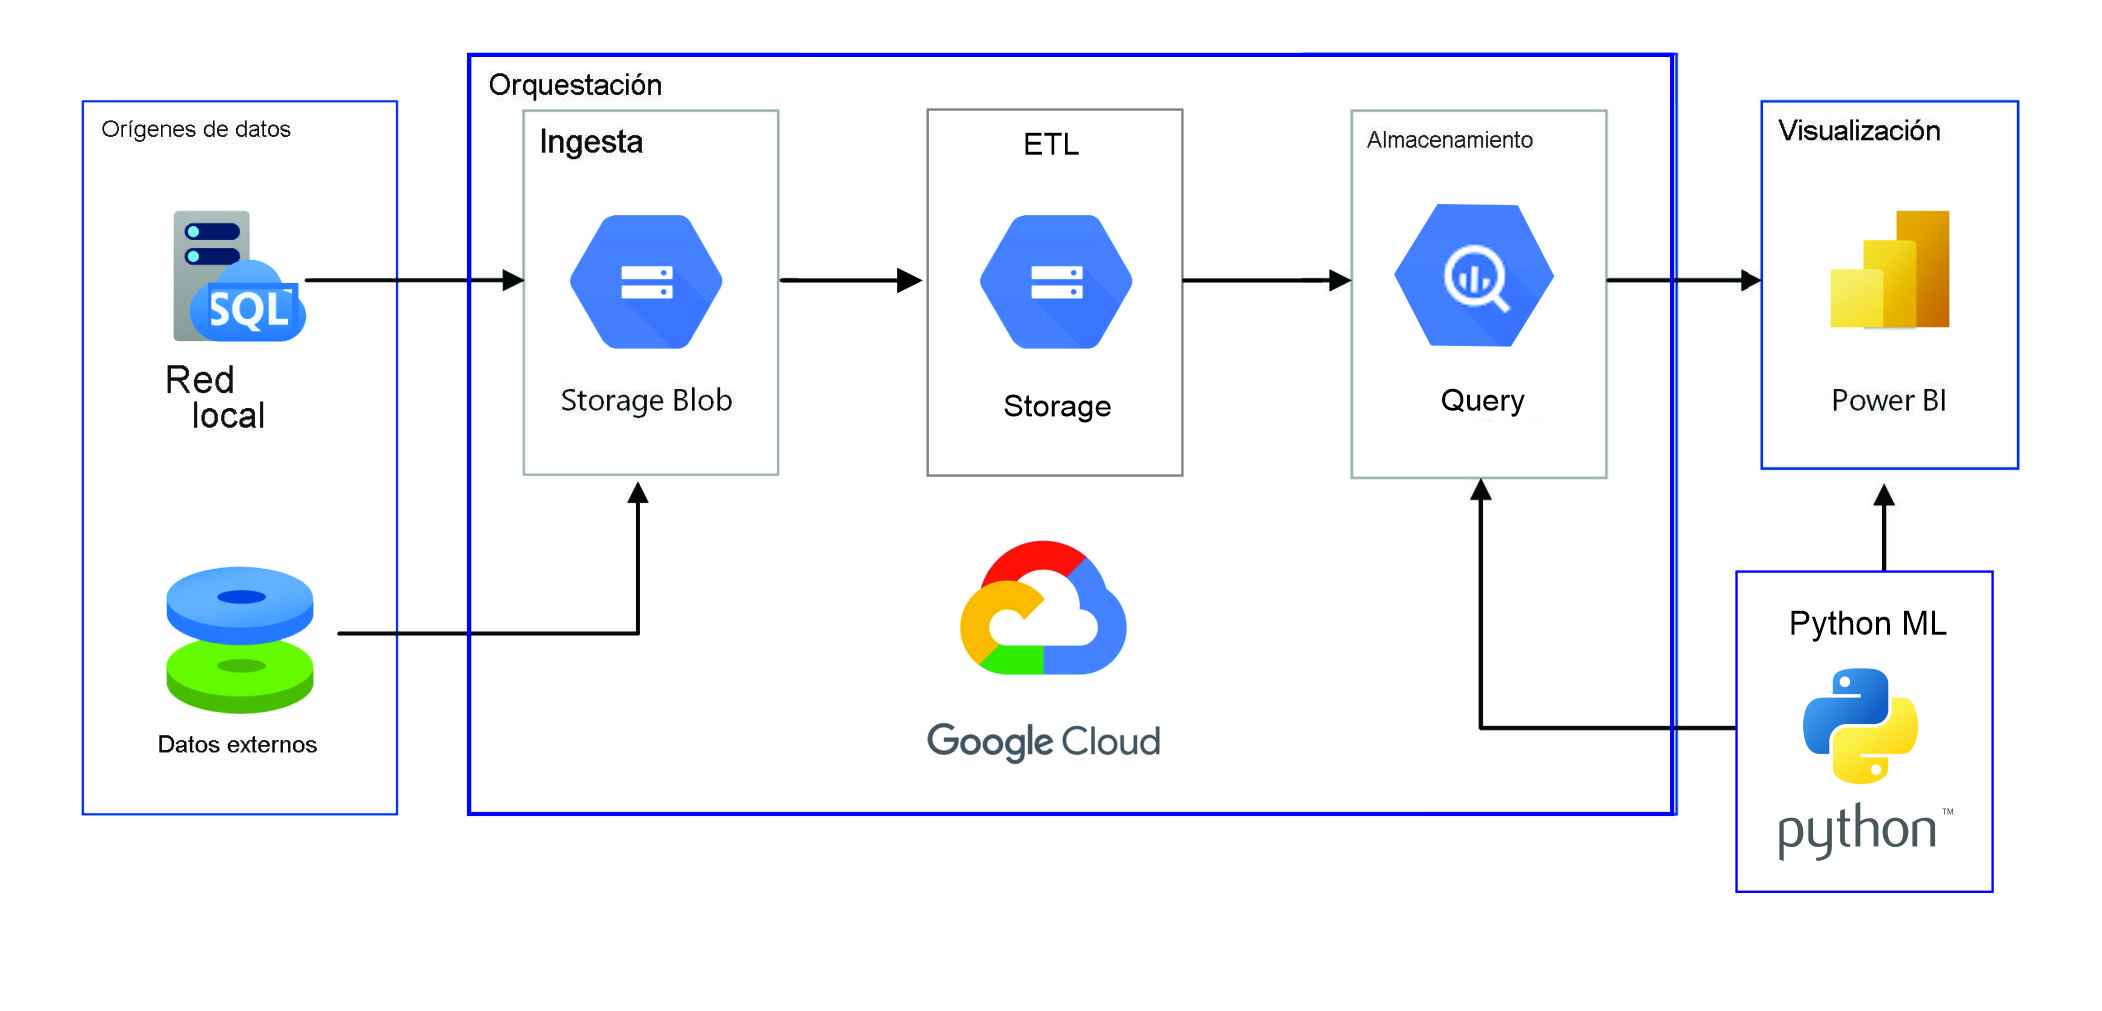 Orquestación
Orígenes de datos
Ingesta
ETL
Almacenamiento
Visualización
SQL
Red
local
Storage Blob
Storage
Query
Power BI
Datos externos
Google Cloud
Python ML
python™